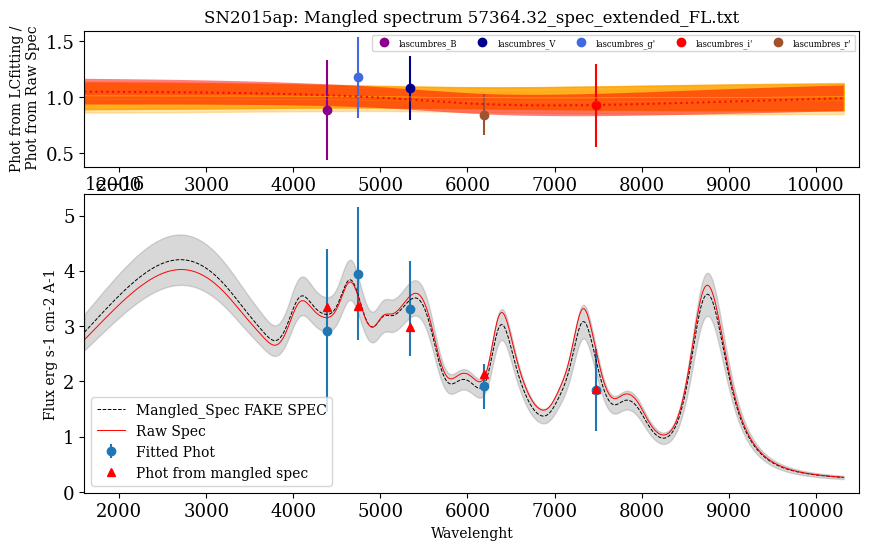 SN2015ap: Mangled spectrum 57364.32_spec_extended_FL.txt
Phot from LCfitting /
Phot from Raw Spec
1.5
1.0
0.5
lascumbres_B
lascumbres_V
lascumbres_g'
lascumbres_i'
lascumbres_r'
2000 3000 4000 5000 6000 7000 8000 9000 10000
1e−16
Flux erg s-1 cm-2 A-1
5
4
3
2
1
0
Mangled_Spec FAKE SPEC
Raw Spec
Fitted Phot
Phot from mangled spec
2000 3000 4000 5000 6000 7000 8000 9000 10000
Wavelenght